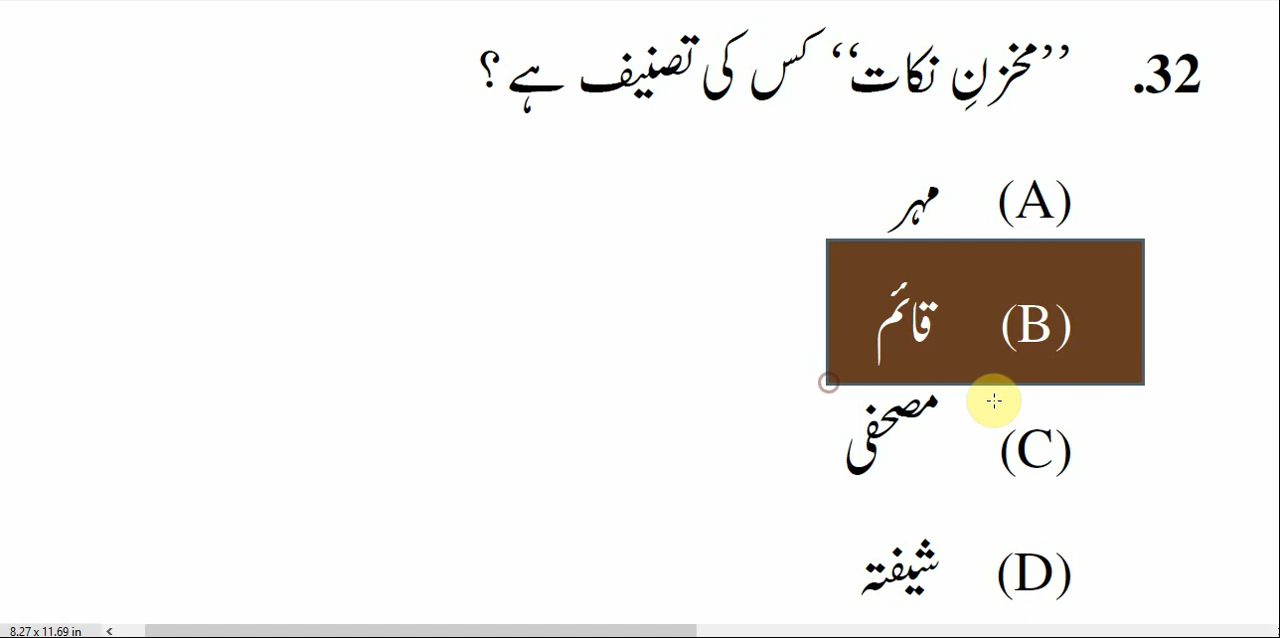 32. ’’مخزنِ نکات‘‘ کس کی تصنیف ہے؟
(A) مہر
(B) قائم
(C) مصحفی
(D) شیفتہ
8.27 x 11.69 in <